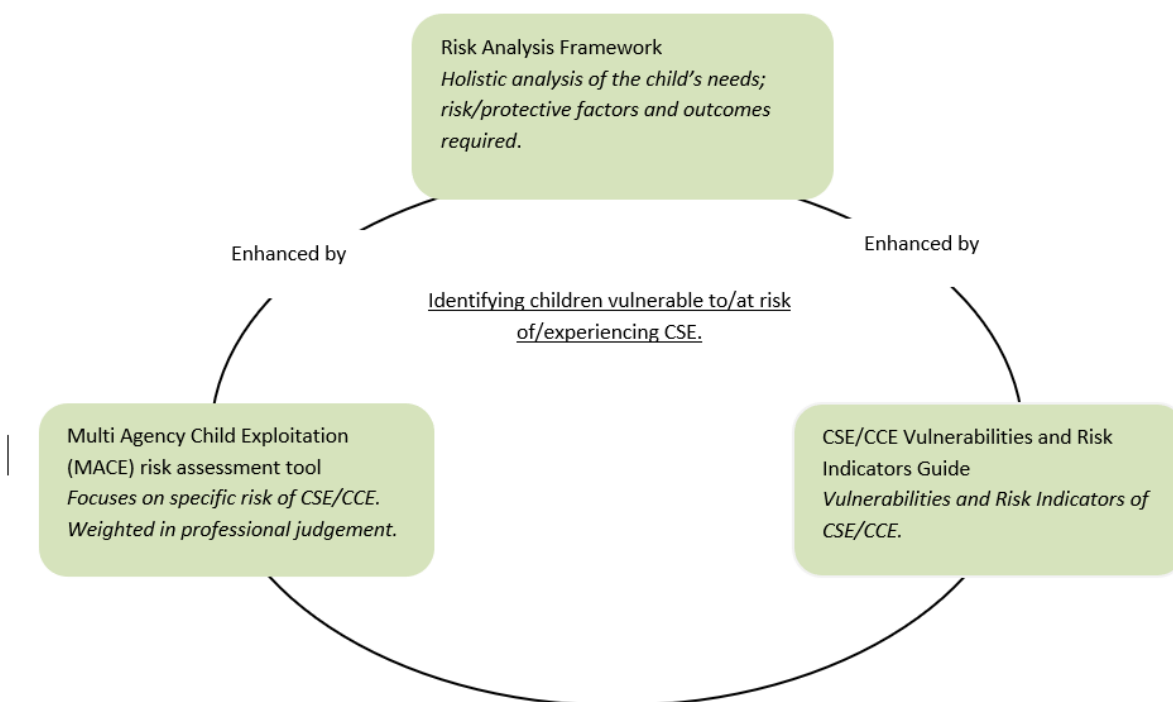 Risk Analysis Framework
Holistic analysis of the child's needs;
risk/protective factors and outcomes
required.
Enhanced by
Enhanced by
Identifying children vulnerable to/at risk
of/experiencing CSE.
Multi Agency Child Exploitation
(MACE) risk assessment tool
Focuses on specific risk of CSE/CCE.
Weighted in professional judgement.
CSE/CCE Vulnerabilities and Risk
Indicators Guide
Vulnerabilities and Risk Indicators of
CSE/CCE.